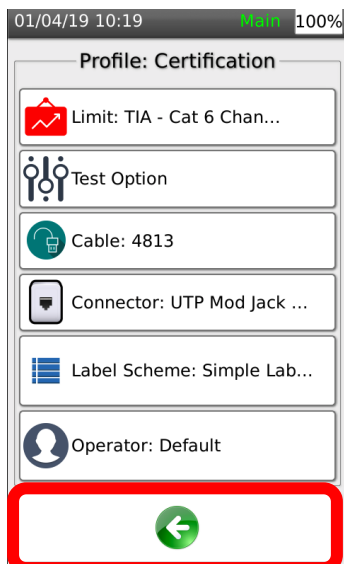 01/04/19 10:19 Main 100%
Profile: Certification
Limit: TIA - Cat 6 Chan...
Test Option
Cable: 4813
Connector: UTP Mod Jack ...
Label Scheme: Simple Lab...
Operator: Default